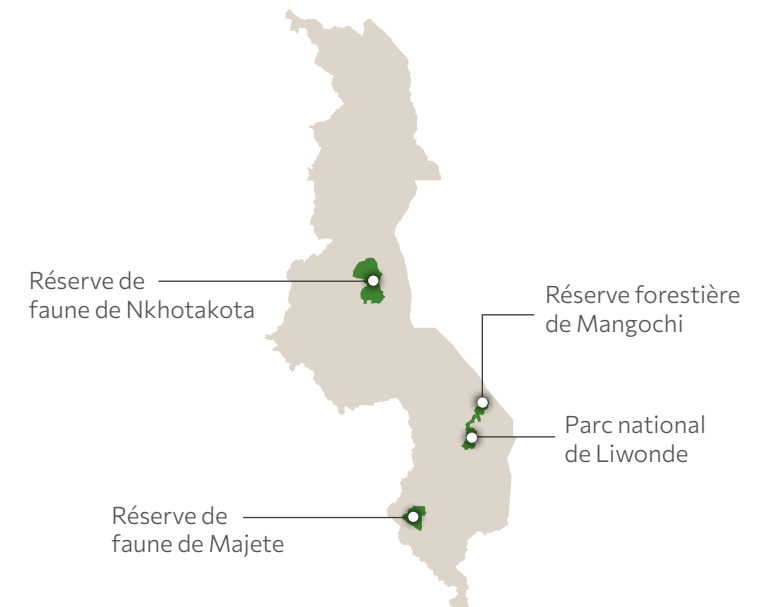 Réserve de
faune de Nkhotakota
Réserve forestière
de Mangochi
Parc national
de Liwonde
Réserve de
faune de Majete